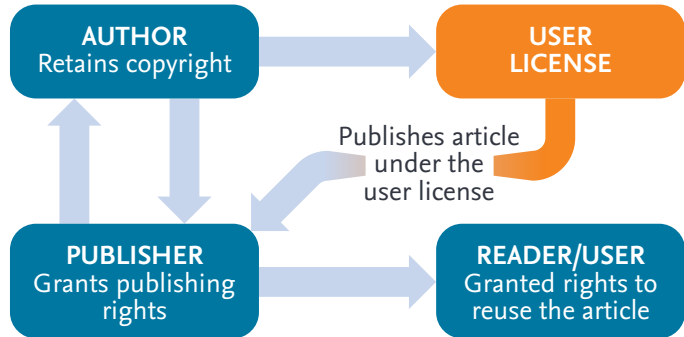 AUTHOR
Retains copyright
USER
LICENSE
Publishes article
under the
user license
PUBLISHER
Grants publishing
rights
READER/USER
Granted rights to
reuse the article